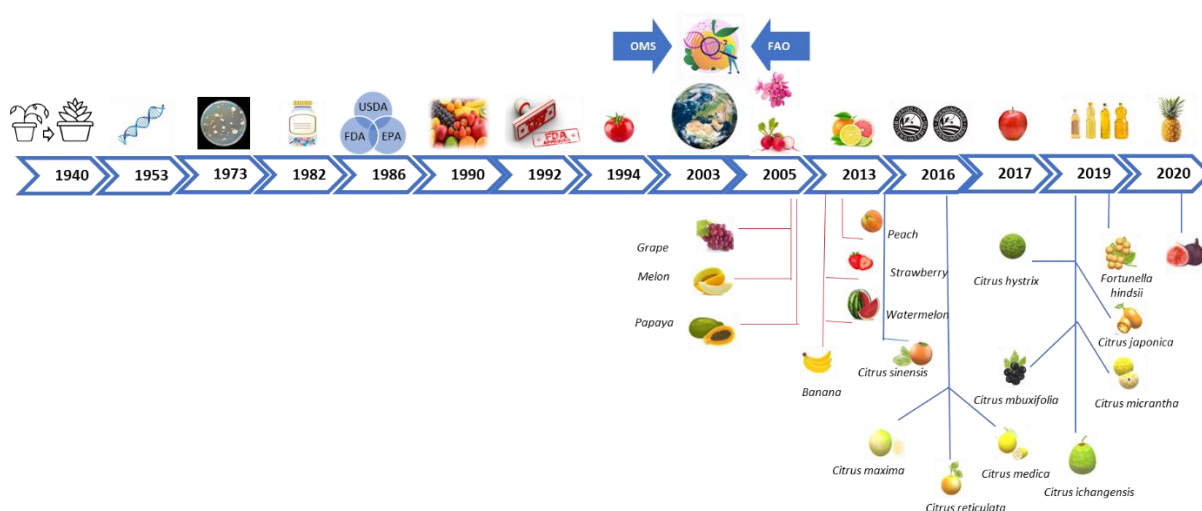 OMS
FAO
USDA
FDA
EPA
FDA
APPROVED
1940
1953
1973
1982
1986
1990
1992
1994
2003
2005
2013
2016
2017
2019
2020
Grape
Melon
Papaya
Banana
Peach
Strawberry
Watermelon
Citrus sinensis
Citrus maxima
Citrus reticulata
Citrus medica
Citrus hystrix
Citrus mbuxifolia
Citrus ichangensis
Fortunella
hindsii
Citrus japonica
Citrus micrantha